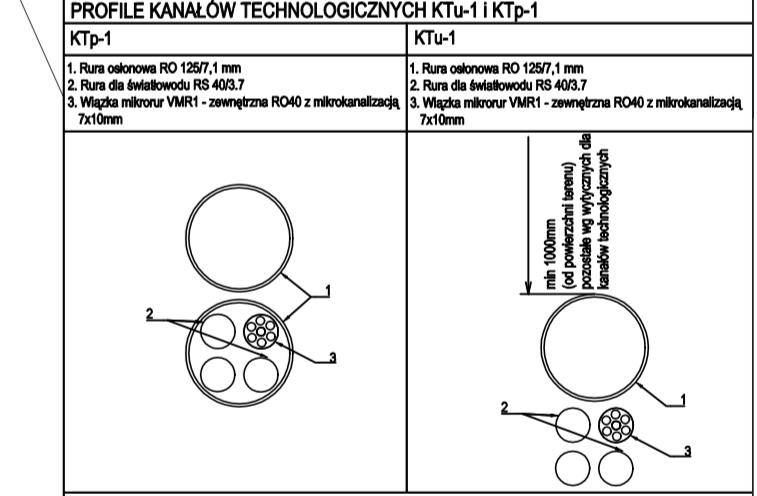 PROFILE KANAŁÓW TECHNOLOGICZNYCH KTu-1 i KTp-1
KTp-1
1. Rura osłonowa RO 125/7,1 mm
2. Rura dla światłowodu RS 40/3.7
3. Wiązka mikrorur VMR1 - zewnętrzna RO40 z mikrokanalizacją
7x10mm
1
2
3
KTu-1
1. Rura osłonowa RO 125/7,1 mm
2. Rura dla światłowodu RS 40/3.7
3. Wiązka mikrorur VMR1 - zewnętrzna RO40 z mikrokanalizacją
7x10mm
min 1000mm
(od powierzchni terenu)
pozostałe wg wytycznych dla
kanałów technologicznych
1
2
3